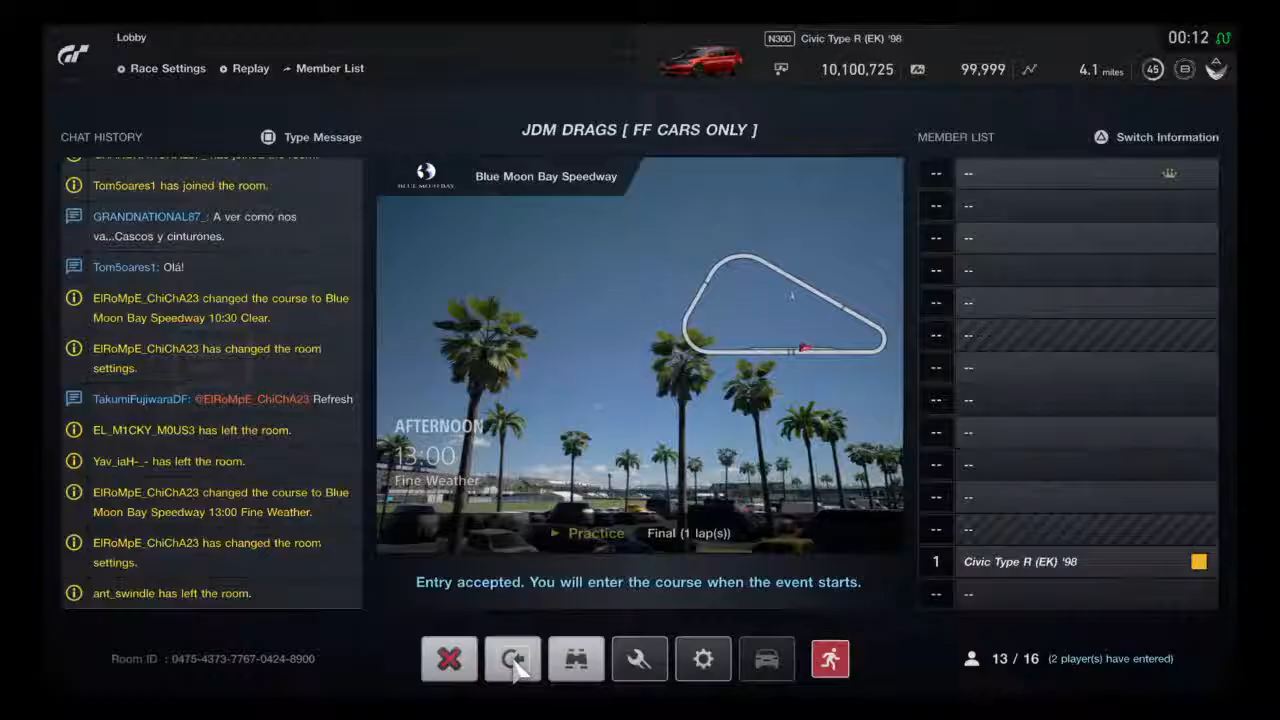 Lobby
N300 Civic Type R (EK) '98
00:12
Race Settings Replay Member List
10,100,725 99,999 4.1 miles 45
CHAT HISTORY Type Message
JDM DRAGS [ FF CARS ONLY ]
MEMBER LIST Switch Information
BLUE MOON BAY Blue Moon Bay Speedway
-- --
Tom5oares1 has joined the room.
-- --
GRANDNATIONAL87_: A ver como nos
va...Cascos y cinturones.
-- --
Tom5oares1: Olá!
-- --
ElRoMpE_ChiChA23 changed the course to Blue
Moon Bay Speedway 10:30 Clear.
-- --
ElRoMpE_ChiChA23 has changed the room
settings.
-- --
-- --
TakumiFujiwaraDF: @ElRoMpE_ChiChA23 Refresh
-- --
EL_M1CKY_M0US3 has left the room.
-- --
AFTERNOON
13:00
Fine Weather
Yav_iaH-_- has left the room.
-- --
ElRoMpE_ChiChA23 changed the course to Blue
Moon Bay Speedway 13:00 Fine Weather.
-- --
Practice Final (1 lap(s))
-- --
ElRoMpE_ChiChA23 has changed the room
settings.
1 Civic Type R (EK) '98
Entry accepted. You will enter the course when the event starts.
ant_swindle has left the room.
-- --
Room ID : 0475-4373-7767-0424-8900
13 / 16 (2 player(s) have entered)